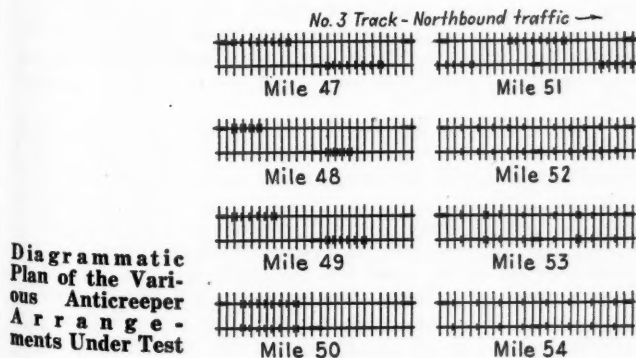 No. 3 Track - Northbound traffic →
Mile 47
Mile 51
Mile 48
Mile 52
Mile 49
Mile 53
Mile 50
Mile 54
Diagrammatic
Plan of the Vari-
ous Anticreeper
Arrange-
ments Under Test